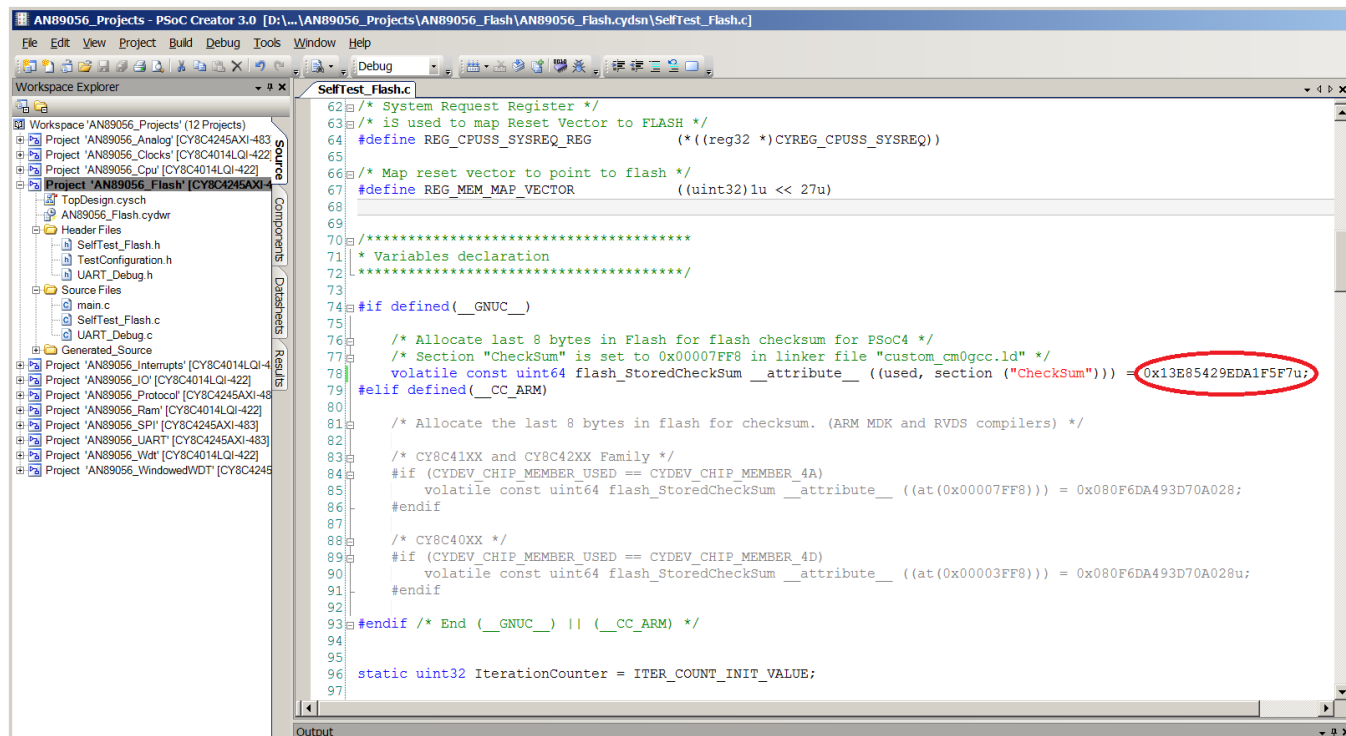 AN89056_Projects - PSoC Creator 3.0 [D:\...\AN89056_Projects\AN89056_Flash\AN89056_Flash.cydsn\SelfTest_Flash.c]
File Edit View Project Build Debug Tools Window Help
Debug
Workspace Explorer
Workspace 'AN89056_Projects' (12 Projects)
Project 'AN89056_Analog' [CY8C4245AXI-483
Project 'AN89056_Clocks' [CY8C4014LQI-422]
Project 'AN89056_Cpu' [CY8C4014LQI-422]
Project 'AN89056_Flash' [CY8C4245AXI-4
TopDesign.cysch
AN89056_Flash.cydwr
Header Files
SelfTest_Flash.h
TestConfiguration.h
UART_Debug.h
Source Files
main.c
SelfTest_Flash.c
UART_Debug.c
Generated_Source
Project 'AN89056_Interrupts' [CY8C4014LQI-4
Project 'AN89056_IO' [CY8C4014LQI-422]
Project 'AN89056_Protocol' [CY8C4245AXI-48
Project 'AN89056_Ram' [CY8C4014LQI-422]
Project 'AN89056_SPI' [CY8C4245AXI-483]
Project 'AN89056_UART' [CY8C4245AXI-483]
Project 'AN89056_Wdt' [CY8C4014LQI-422]
Project 'AN89056_WindowedWDT' [CY8C4245
Source
Components
Datasheets
Results
SelfTest_Flash.c
62 /* System Request Register */
63 /* iS used to map Reset Vector to FLASH */
64 #define REG_CPUSS_SYSREQ_REG (*((reg32 *)CYREG_CPUSS_SYSREQ))
65
66 /* Map reset vector to point to flash */
67 #define REG_MEM_MAP_VECTOR ((uint32)1u << 27u)
68
69
70 /***************************************
71 * Variables declaration
72 ***************************************/
73
74 #if defined(__GNUC__)
75
76 /* Allocate last 8 bytes in Flash for flash checksum for PSoC4 */
77 /* Section "CheckSum" is set to 0x00007FF8 in linker file "custom_cm0gcc.ld" */
78 volatile const uint64 flash_StoredCheckSum __attribute__ ((used, section ("CheckSum"))) = 0x13E85429EDA1F5F7u;
79 #elif defined(__CC_ARM)
80
81 /* Allocate the last 8 bytes in flash for checksum. (ARM MDK and RVDS compilers) */
82
83 /* CY8C41XX and CY8C42XX Family */
84 #if (CYDEV_CHIP_MEMBER_USED == CYDEV_CHIP_MEMBER_4A)
85 volatile const uint64 flash_StoredCheckSum __attribute__ ((at(0x00007FF8))) = 0x080F6DA493D70A028;
86 #endif
87
88 /* CY8C40XX */
89 #if (CYDEV_CHIP_MEMBER_USED == CYDEV_CHIP_MEMBER_4D)
90 volatile const uint64 flash_StoredCheckSum __attribute__ ((at(0x00003FF8))) = 0x080F6DA493D70A028u;
91 #endif
92
93 #endif /* End (__GNUC__) || (__CC_ARM) */
94
95
96 static uint32 IterationCounter = ITER_COUNT_INIT_VALUE;
97
Output